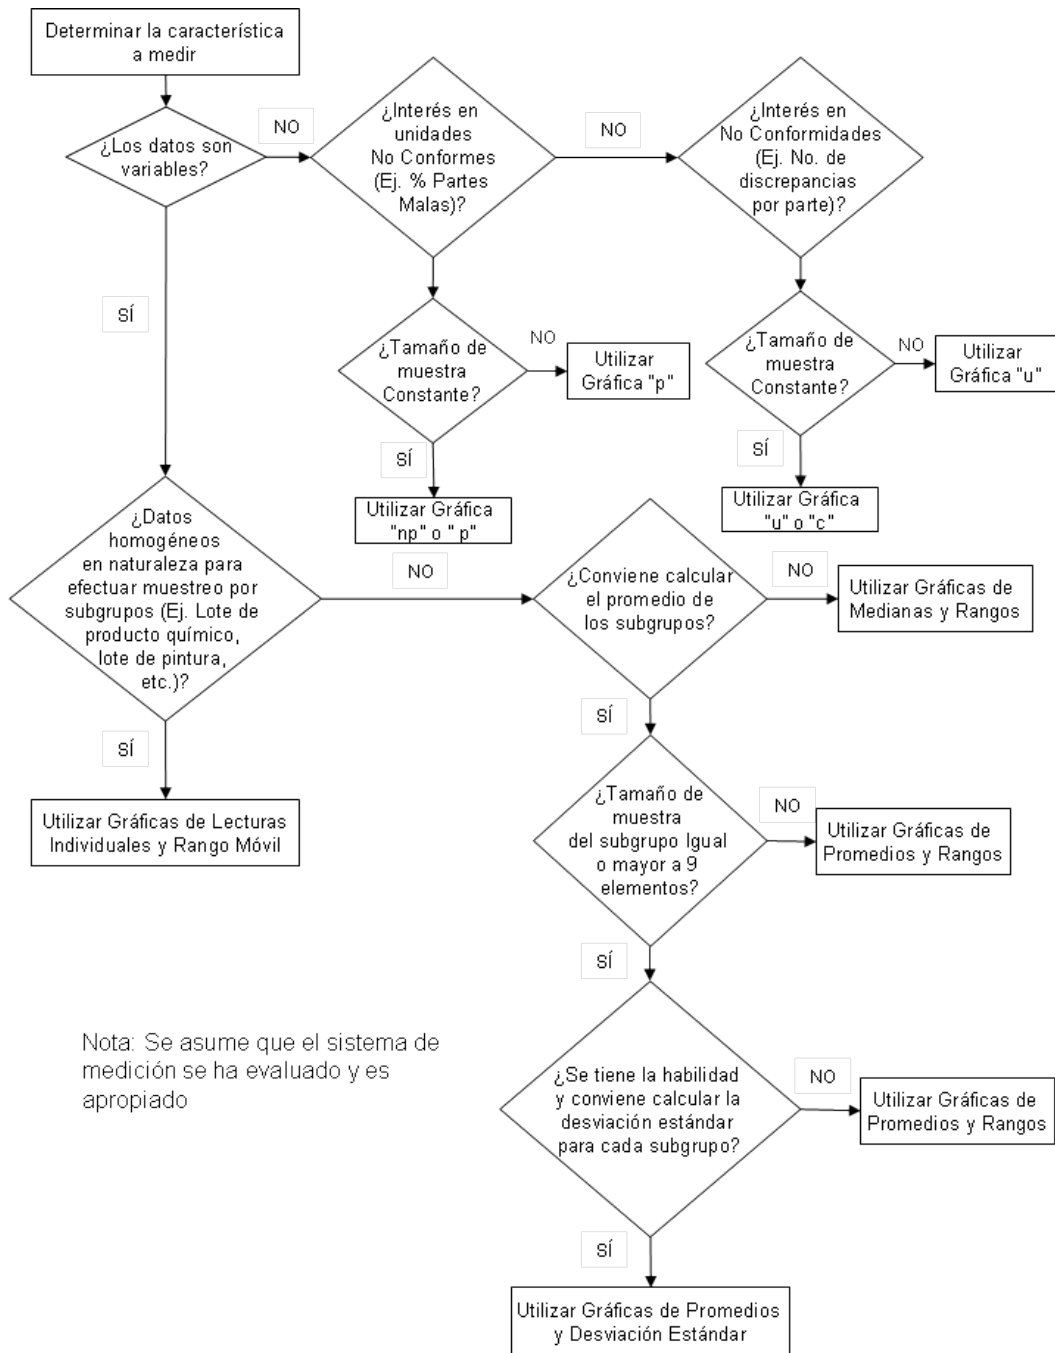 Determinar la característica
a medir
¿Los datos son
variables?
NO
¿Interés en
unidades
No Conformes
(Ej. % Partes
Malas)?
NO
¿Interés en
No Conformidades
(Ej. No. de
discrepancias
por parte)?
SÍ
¿Tamaño de
muestra
Constante?
NO
Utilizar
Gráfica "p"
SÍ
Utilizar Gráfica
"np" o " p"
¿Tamaño de
muestra
Constante?
NO
Utilizar
Gráfica "u"
SÍ
Utilizar Gráfica
"u" o "c"
¿Datos
homogéneos
en naturaleza para
efectuar muestreo por
subgrupos (Ej. Lote de
producto químico,
lote de pintura,
etc.)?
NO
¿Conviene calcular
el promedio de
los subgrupos?
NO
Utilizar Gráficas de
Medianas y Rangos
SÍ
Utilizar Gráficas de Lecturas
Individuales y Rango Móvil
SÍ
¿Tamaño de
muestra
del subgrupo Igual
o mayor a 9
elementos?
NO
Utilizar Gráficas de
Promedios y Rangos
SÍ
Nota: Se asume que el sistema de
medición se ha evaluado y es
apropiado
¿Se tiene la habilidad
y conviene calcular la
desviación estándar
para cada subgrupo?
NO
Utilizar Gráficas de
Promedios y Rangos
SÍ
Utilizar Gráficas de Promedios
y Desviación Estándar